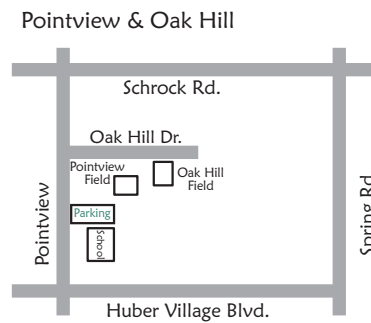 Pointview & Oak Hill
Schrock Rd.
Oak Hill Dr.
Pointview
Field
Oak Hill
Field
Parking
School
Pointview
Spring Rd
Huber Village Blvd.